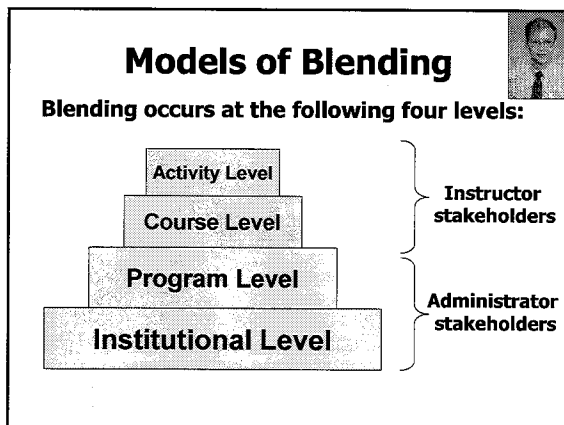 Models of Blending
Blending occurs at the following four levels:
Activity Level
Course Level
Program Level
Institutional Level
Instructor
stakeholders
Administrator
stakeholders